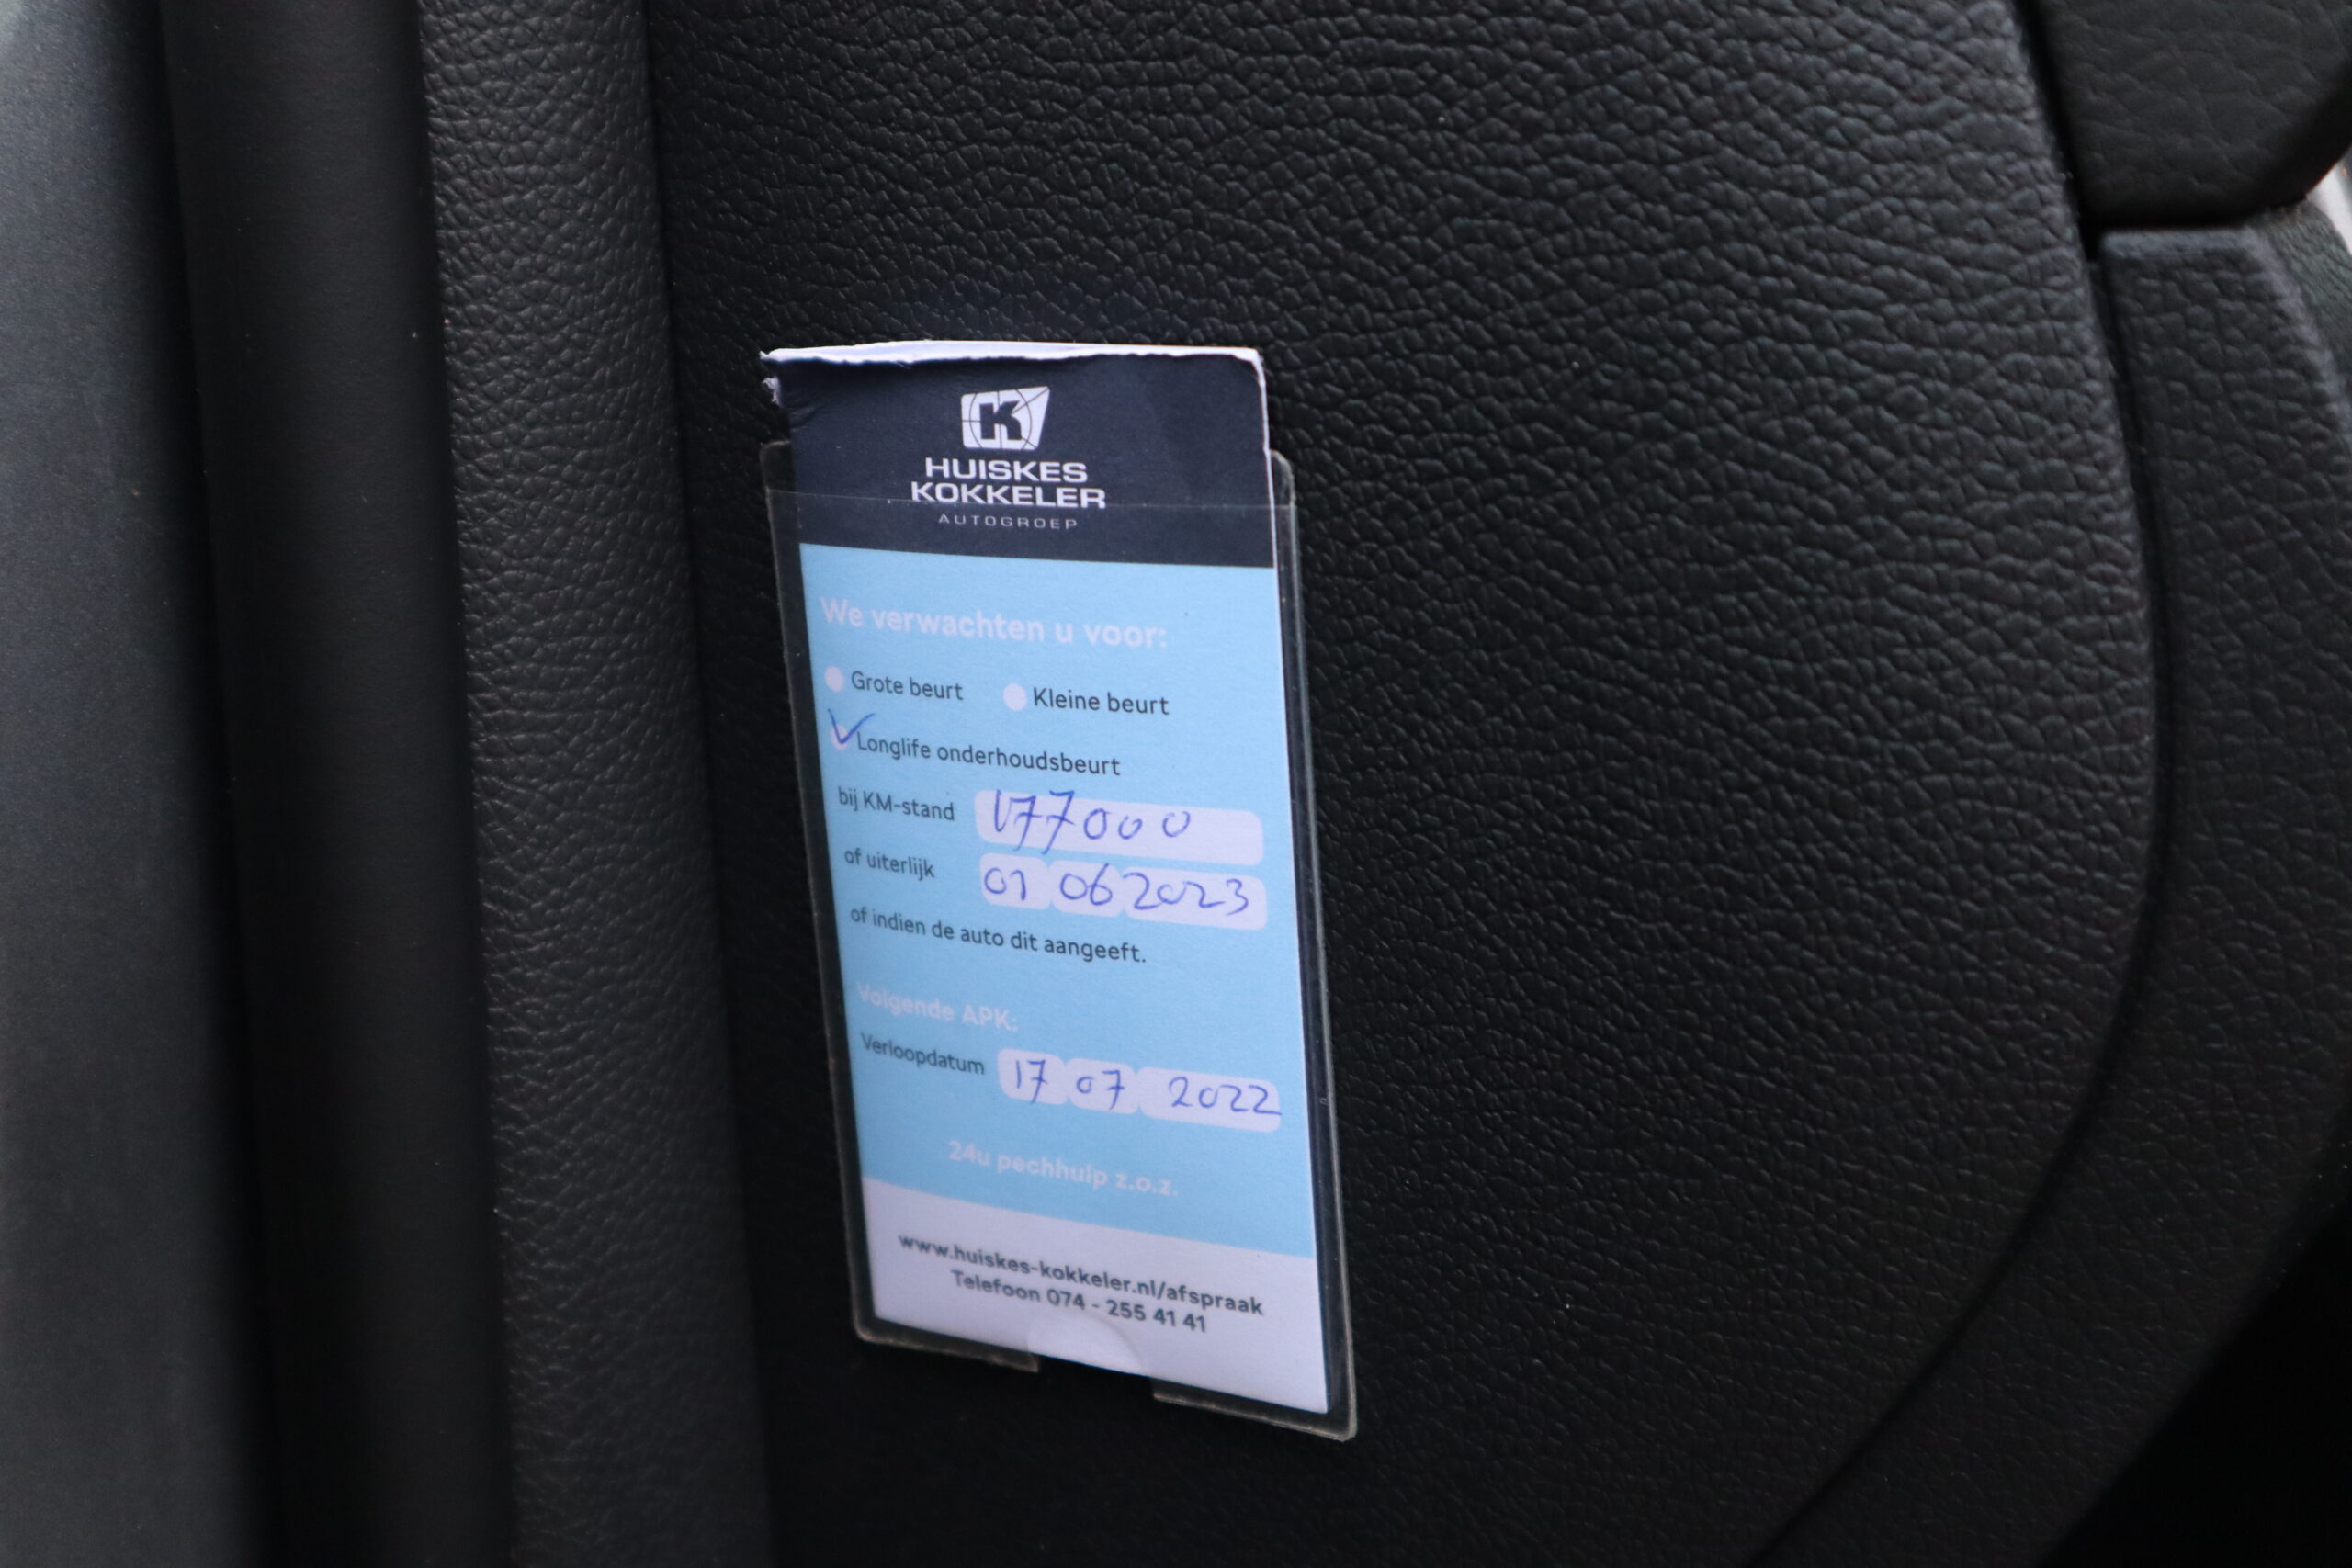 K
HUISKES
KOKKELER
AUTOGROEP
We verwachten u voor:
Grote beurt Kleine beurt
Longlife onderhoudsbeurt
bij KM-stand 177000
of uiterlijk 01 06 2023
of indien de auto dit aangeeft.
Volgende APK:
Verloopdatum 17 07 2022
24u pechhulp z.o.z.
www.huiskes-kokkeler.nl/afspraak
Telefoon 074 - 255 41 41